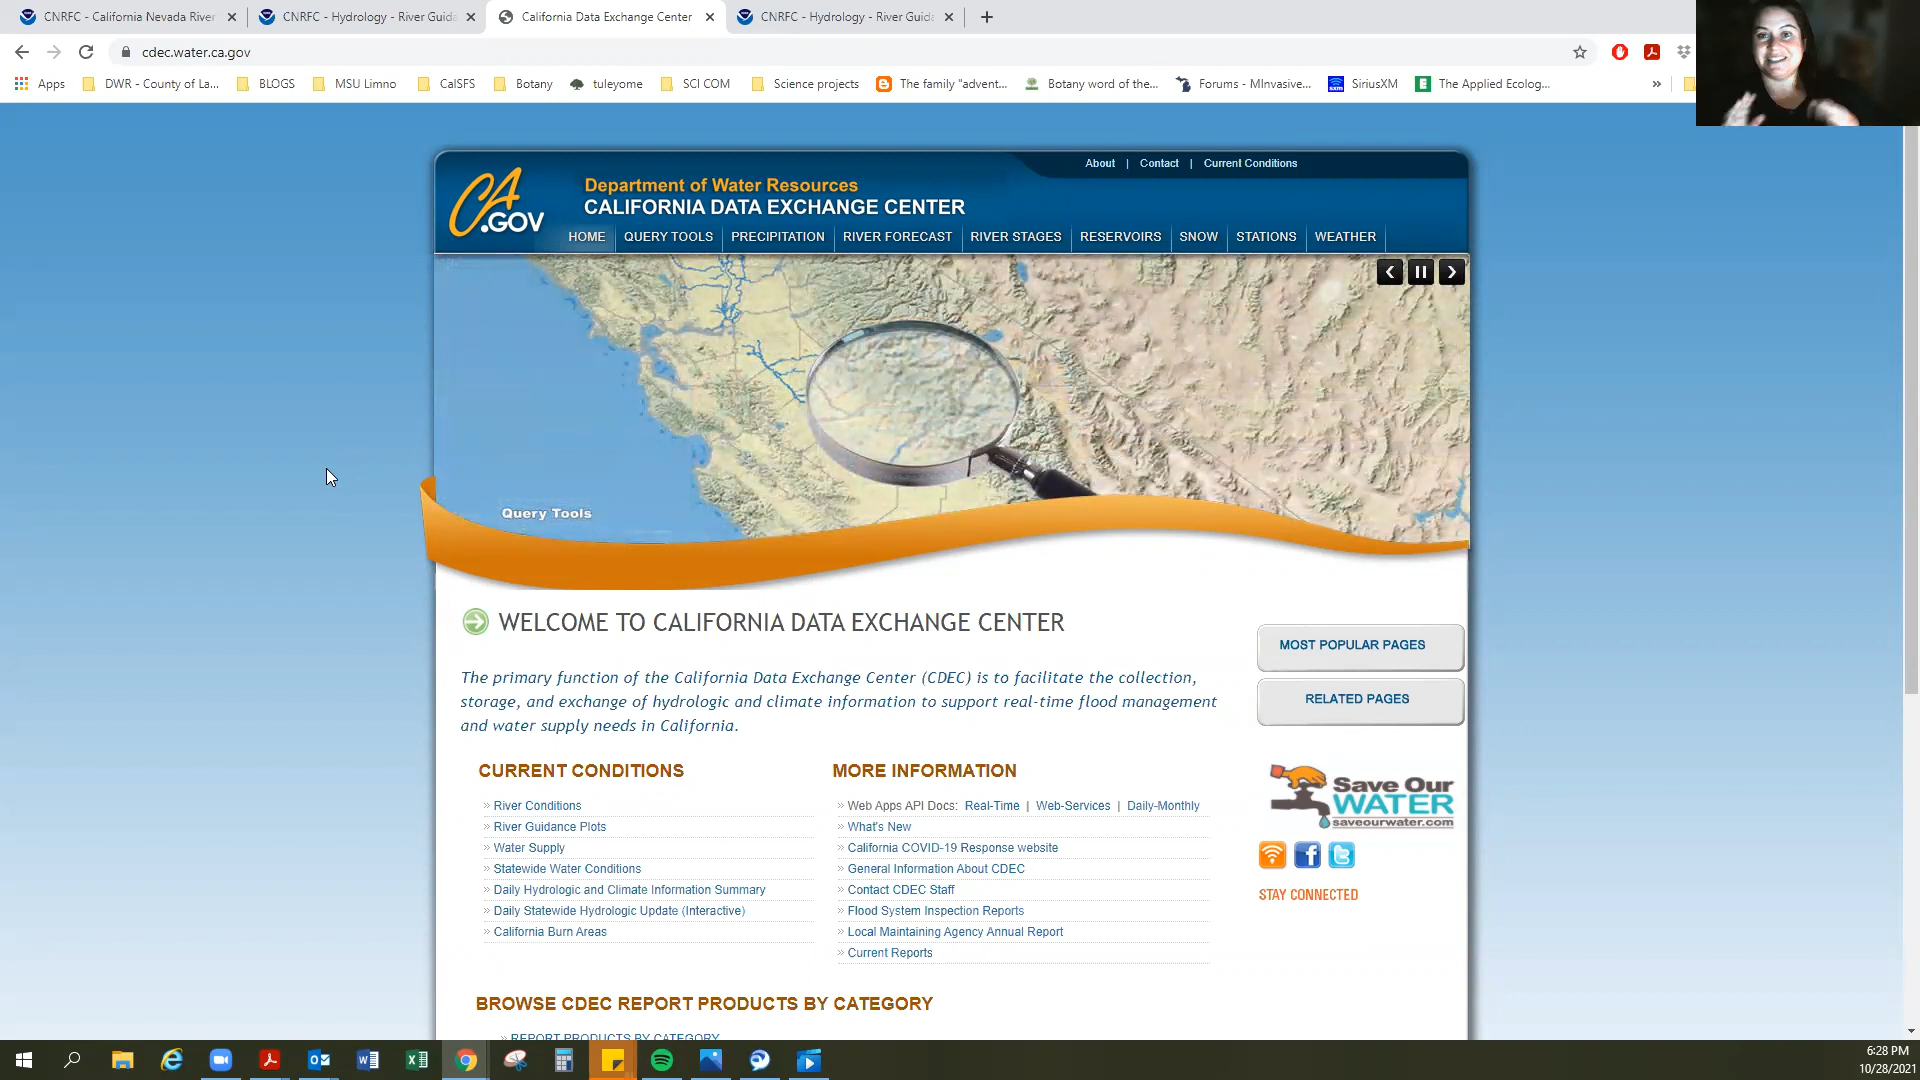 CNRFC - California Nevada River
CNRFC - Hydrology - River Guida
California Data Exchange Center
CNRFC - Hydrology - River Guida
cdec.water.ca.gov
Apps
DWR - County of La...
BLOGS
MSU Limno
CalSFS
Botany
tuleyome
SCI COM
Science projects
The family "advent...
Botany word of the...
Forums - MInvasive...
SiriusXM
The Applied Ecolog...
About | Contact | Current Conditions
CA.GOV
Department of Water Resources
CALIFORNIA DATA EXCHANGE CENTER
HOME QUERY TOOLS PRECIPITATION RIVER FORECAST RIVER STAGES RESERVOIRS SNOW STATIONS WEATHER
Query Tools
WELCOME TO CALIFORNIA DATA EXCHANGE CENTER
The primary function of the California Data Exchange Center (CDEC) is to facilitate the collection,
storage, and exchange of hydrologic and climate information to support real-time flood management
and water supply needs in California.
CURRENT CONDITIONS
River Conditions
River Guidance Plots
Water Supply
Statewide Water Conditions
Daily Hydrologic and Climate Information Summary
Daily Statewide Hydrologic Update (Interactive)
California Burn Areas
MORE INFORMATION
Web Apps API Docs: Real-Time | Web-Services | Daily-Monthly
What's New
California COVID-19 Response website
General Information About CDEC
Contact CDEC Staff
Flood System Inspection Reports
Local Maintaining Agency Annual Report
Current Reports
MOST POPULAR PAGES
RELATED PAGES
Save Our
WATER
saveourwater.com
STAY CONNECTED
BROWSE CDEC REPORT PRODUCTS BY CATEGORY
REPORT PRODUCTS BY CATEGORY
6:28 PM
10/28/2021